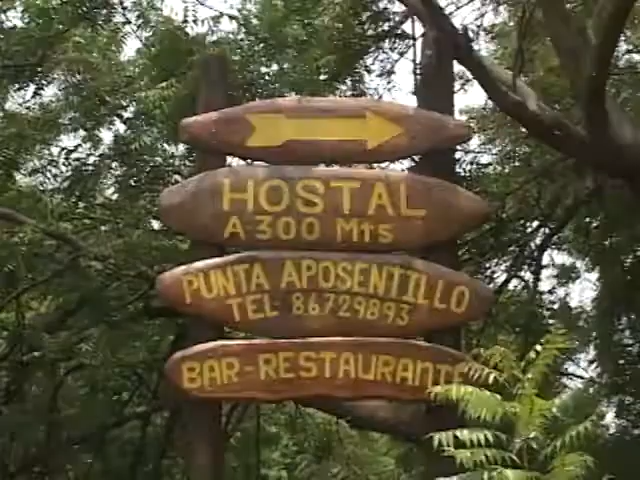 HOSTAL
A 300 Mts
PUNTA APOSENTILLO
TEL 86729893
BAR-RESTAURANTE